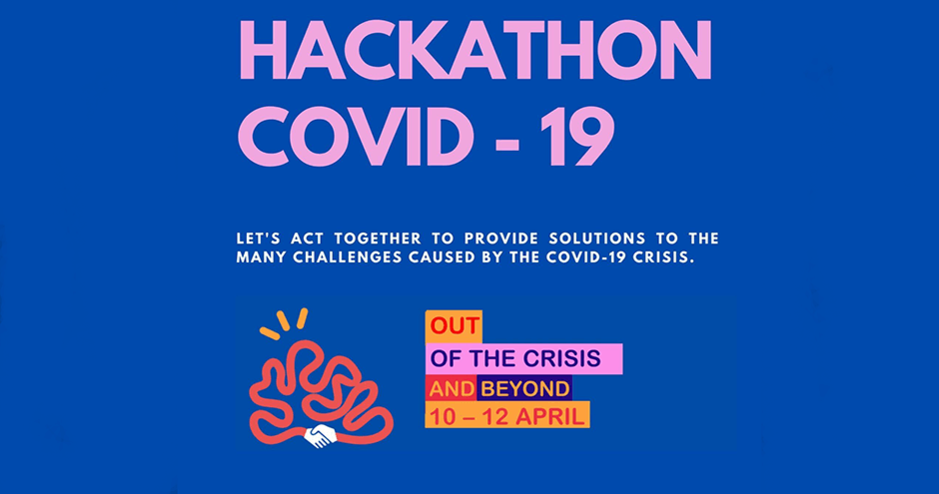 HACKATHON
COVID - 19
LET'S ACT TOGETHER TO PROVIDE SOLUTIONS TO THE
MANY CHALLENGES CAUSED BY THE COVID-19 CRISIS.
OUT
OF THE CRISIS
AND BEYOND
10 – 12 APRIL